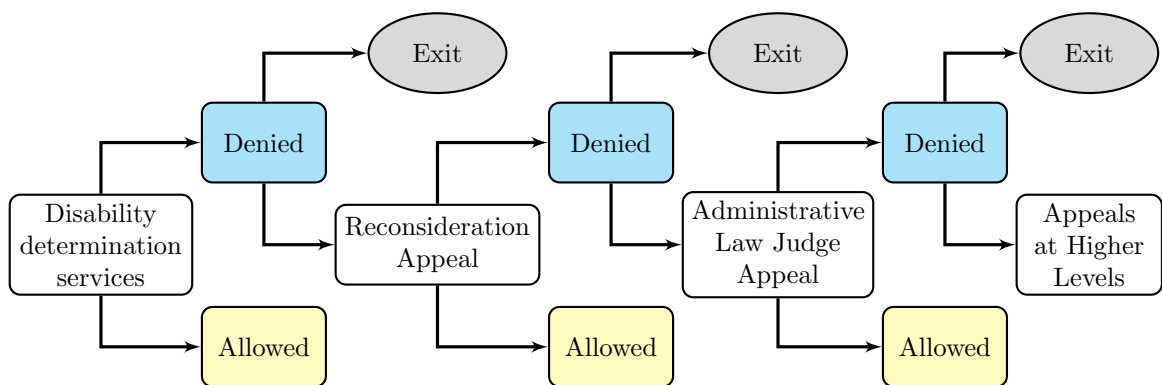 Exit
Exit
Exit
Denied
Denied
Denied
Disability
determination
services
Reconsideration
Appeal
Administrative
Law Judge
Appeal
Appeals
at Higher
Levels
Allowed
Allowed
Allowed